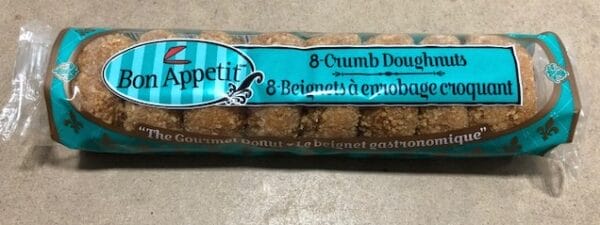 Bon Appetit
8-Crumb Doughnuts
8-Beignets à enrobage croquant
"The Gourmet Donut • Le beignet gastronomique"